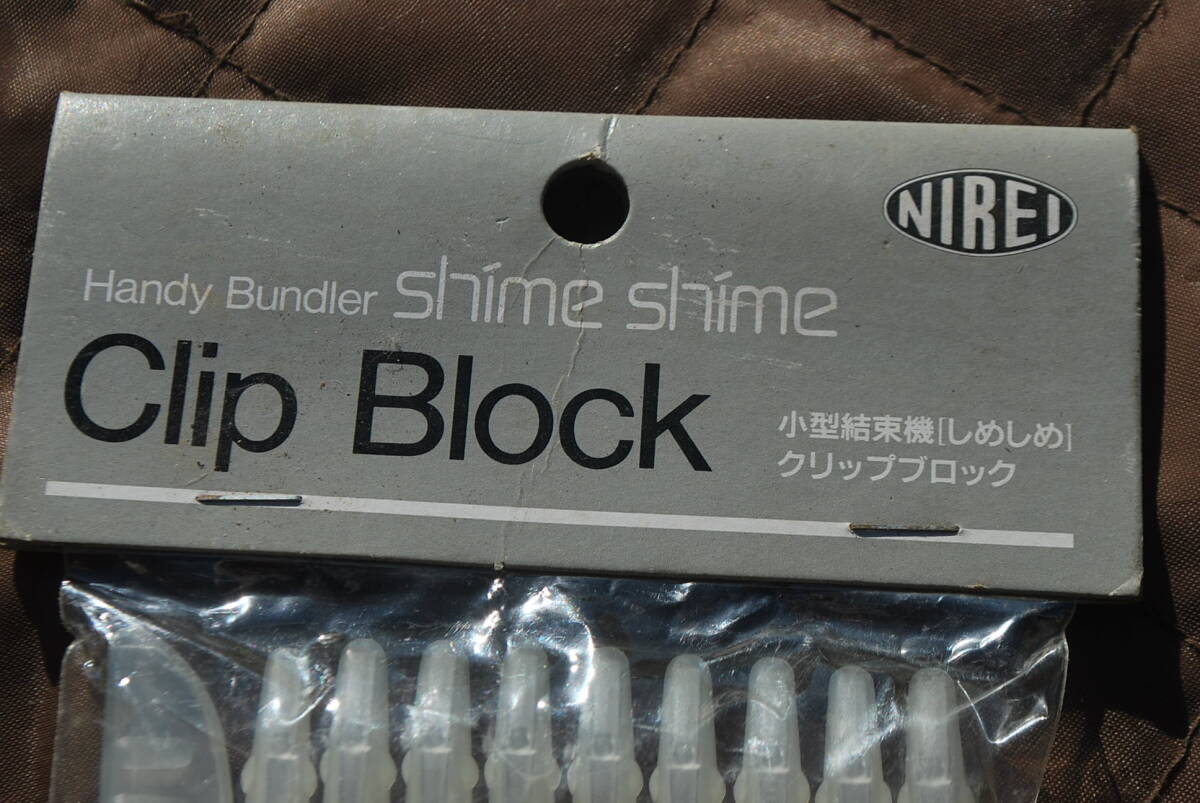 NIREI
Handy Bundler shime shime
Clip Block
小型結束機[しめしめ]
クリップブロック